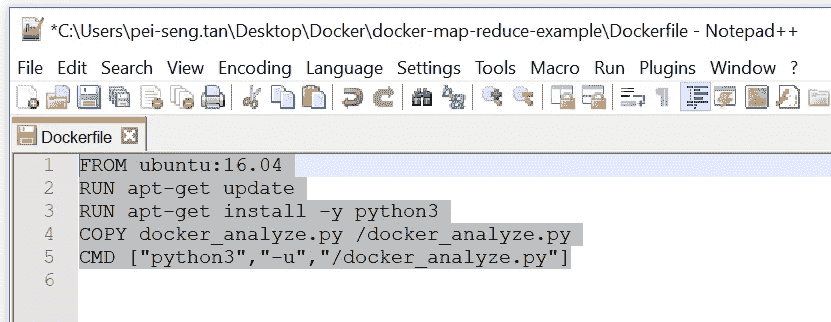 *C:\Users\pei-seng.tan\Desktop\Docker\docker-map-reduce-example\Dockerfile - Notepad++
File Edit Search View Encoding Language Settings Tools Macro Run Plugins Window ?
Dockerfile
1 FROM ubuntu:16.04
2 RUN apt-get update
3 RUN apt-get install -y python3
4 COPY docker_analyze.py /docker_analyze.py
5 CMD ["python3","-u","/docker_analyze.py"]
6